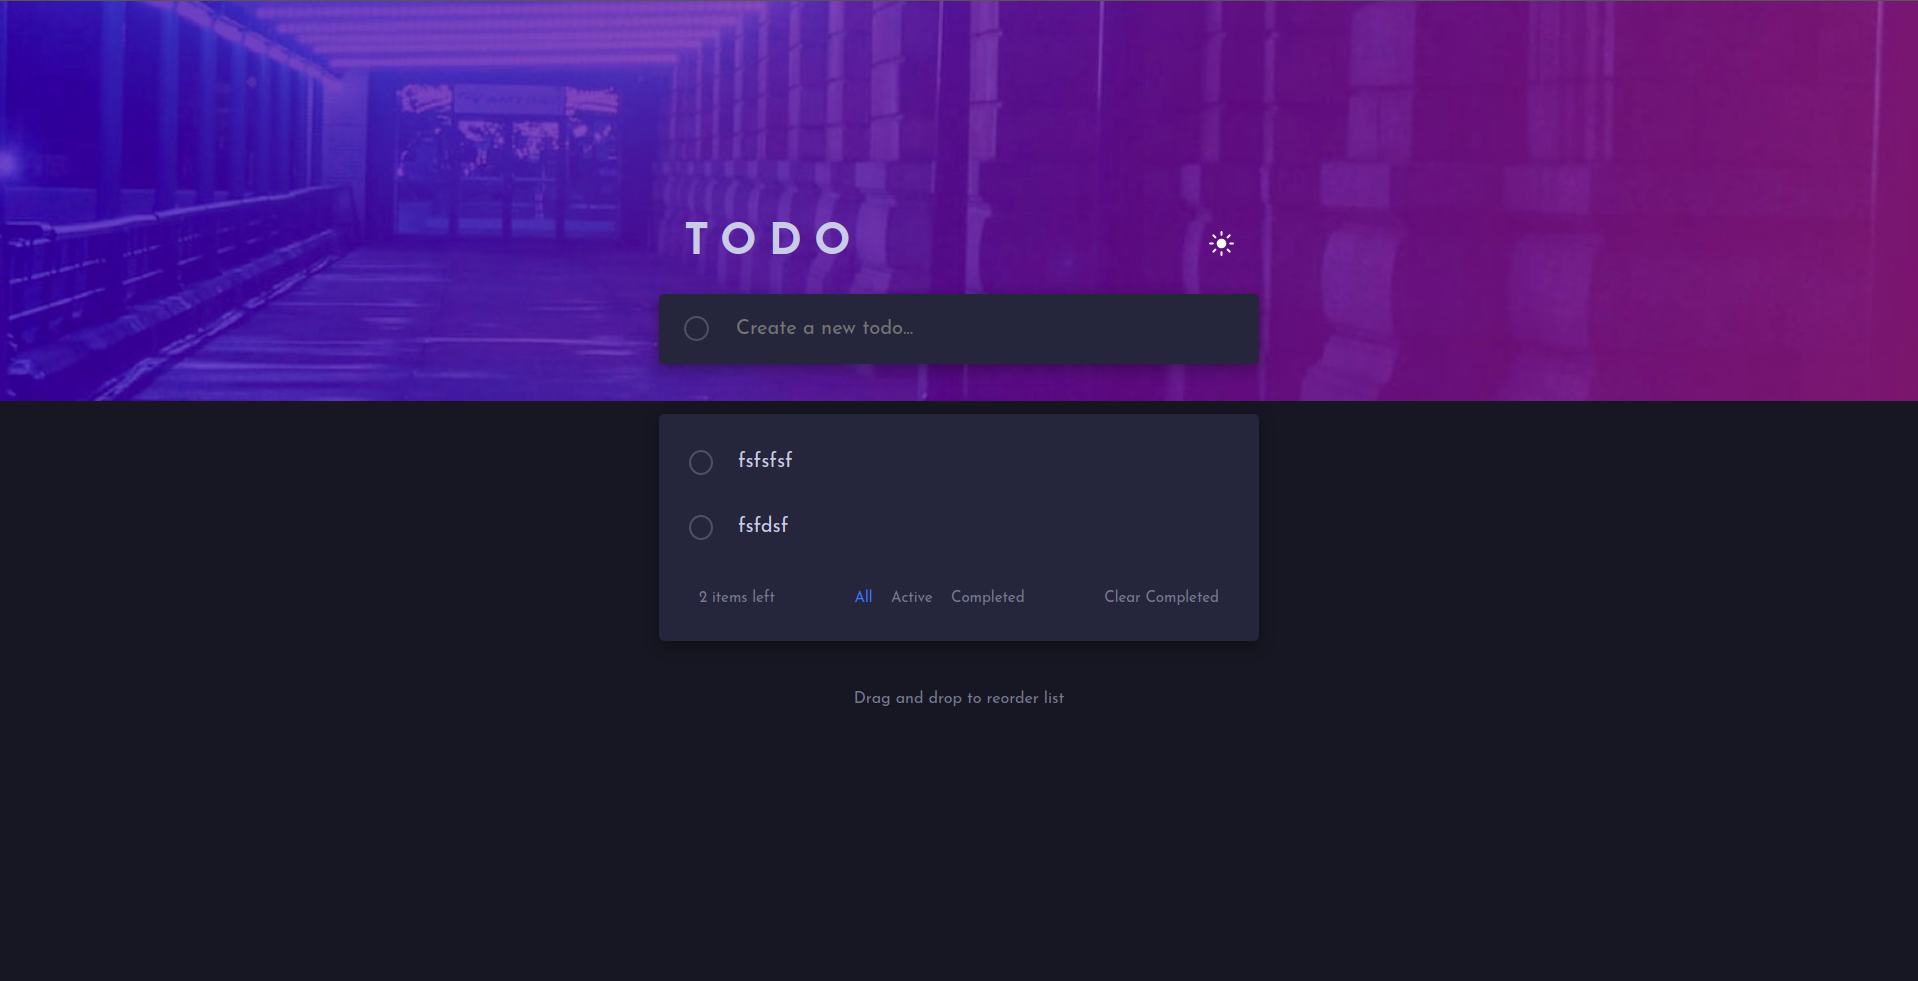 TODO
Create a new todo...
fsfsfsf
fsfdsf
2 items left All Active Completed Clear Completed
Drag and drop to reorder list